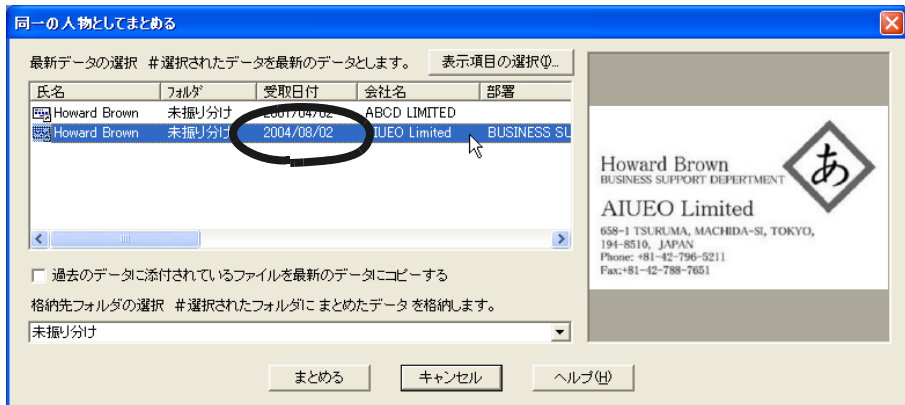 同一の人物としてまとめる
最新データの選択 #選択されたデータを最新のデータとします。 表示項目の選択(I)...
氏名 フォルダ 受取日付 会社名 部署
Howard Brown 未振り分け 2001/04/02 ABCD LIMITED
Howard Brown 未振り分け 2004/08/02 AIUEO Limited BUSINESS SU
過去のデータに添付されているファイルを最新のデータにコピーする
格納先フォルダの選択 #選択されたフォルダに まとめたデータ を格納します。
未振り分け
まとめる キャンセル ヘルプ(H)
あ
Howard Brown
BUSINESS SUPPORT DEPERTMENT
AIUEO Limited
658-1 TSURUMA, MACHIDA-SI, TOKYO,
194-8510, JAPAN
Phone: +81-42-796-5211
Fax:+81-42-788-7651